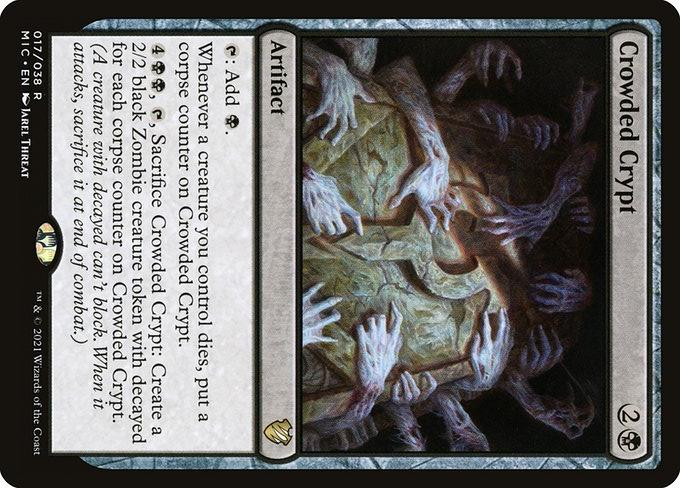 Crowded Crypt
2
Artifact
: Add .
Whenever a creature you control dies, put a
corpse counter on Crowded Crypt.
4, , Sacrifice Crowded Crypt: Create a
2/2 black Zombie creature token with decayed
for each corpse counter on Crowded Crypt.
(A creature with decayed can't block. When it
attacks, sacrifice it at end of combat.)
017/038 R
MIC • EN JAREL THREAT
™ & © 2021 Wizards of the Coast